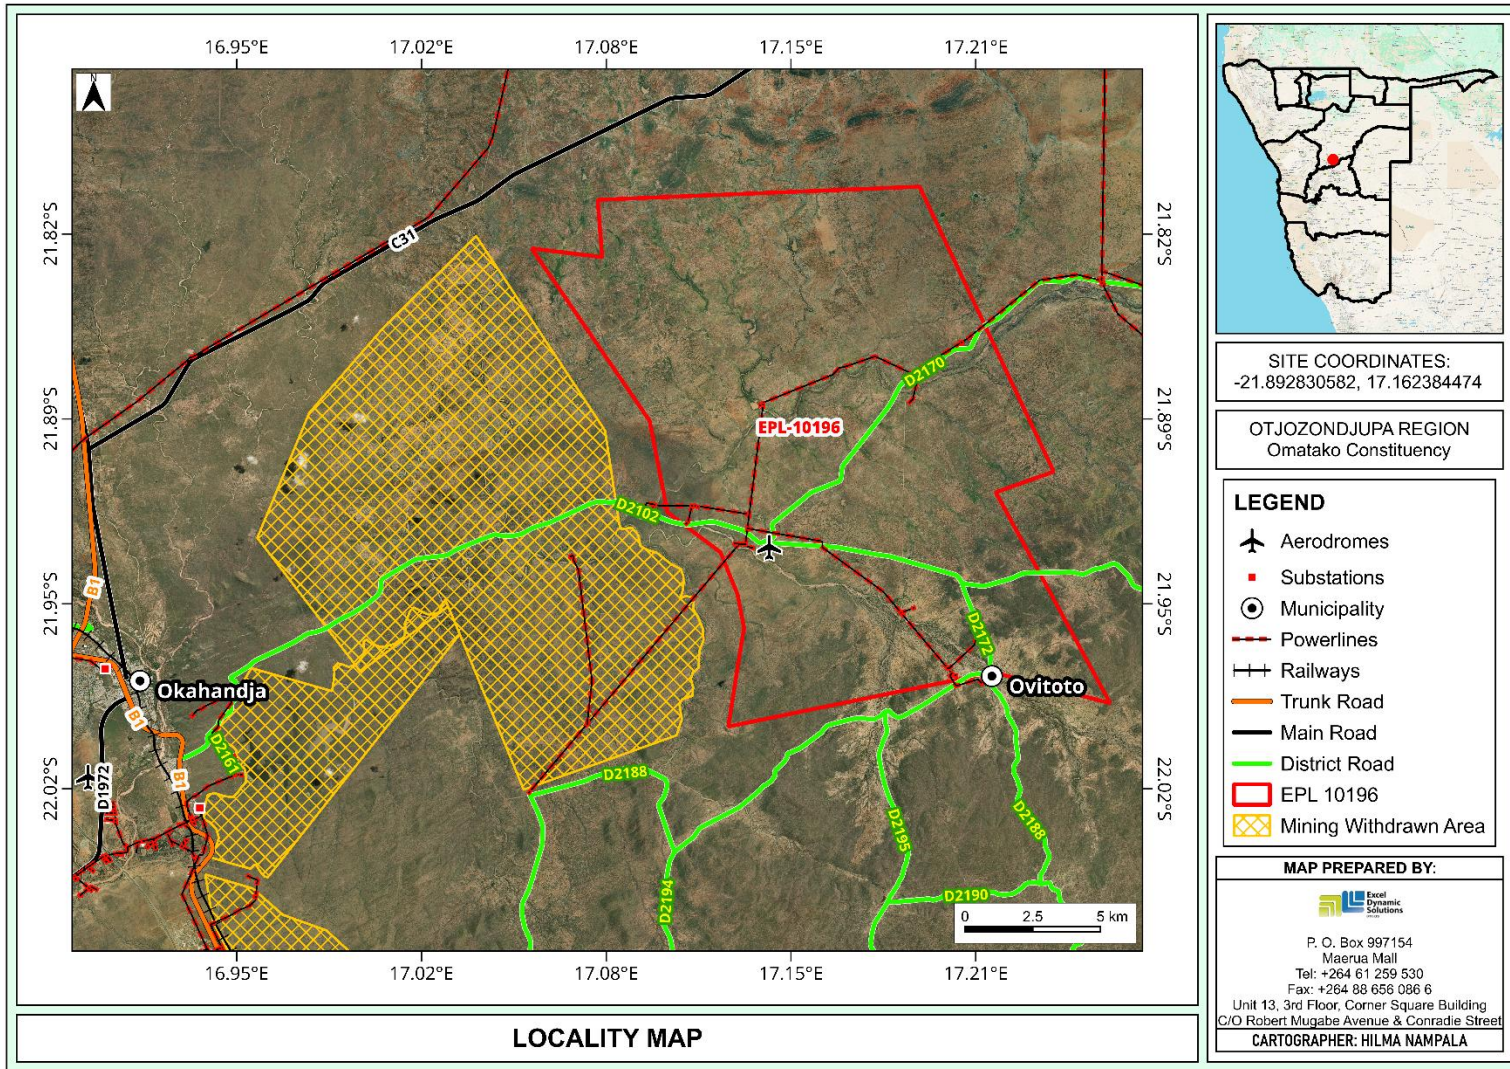 16.95°E 17.02°E 17.08°E 17.15°E 17.21°E
N
21.82°S
21.89°S
21.95°S
22.02°S
21.82°S
21.89°S
21.95°S
22.02°S
C31
D2170
EPL-10196
D2102
B1
D2172
Okahandja
Ovitoto
B1
D2161
B1
D1972
D2188
D2195
D2188
D2194
D2190
0 2.5 5 km
16.95°E 17.02°E 17.08°E 17.15°E 17.21°E
LOCALITY MAP
SITE COORDINATES:
-21.892830582, 17.162384474
OTJOZONDJUPA REGION
Omatako Constituency
LEGEND
Aerodromes
Substations
Municipality
Powerlines
Railways
Trunk Road
Main Road
District Road
EPL 10196
Mining Withdrawn Area
MAP PREPARED BY:
Excel
Dynamic
Solutions
P. O. Box 997154
Maerua Mall
Tel: +264 61 259 530
Fax: +264 88 656 086 6
Unit 13, 3rd Floor, Corner Square Building
C/O Robert Mugabe Avenue & Conradie Street
CARTOGRAPHER: HILMA NAMPALA